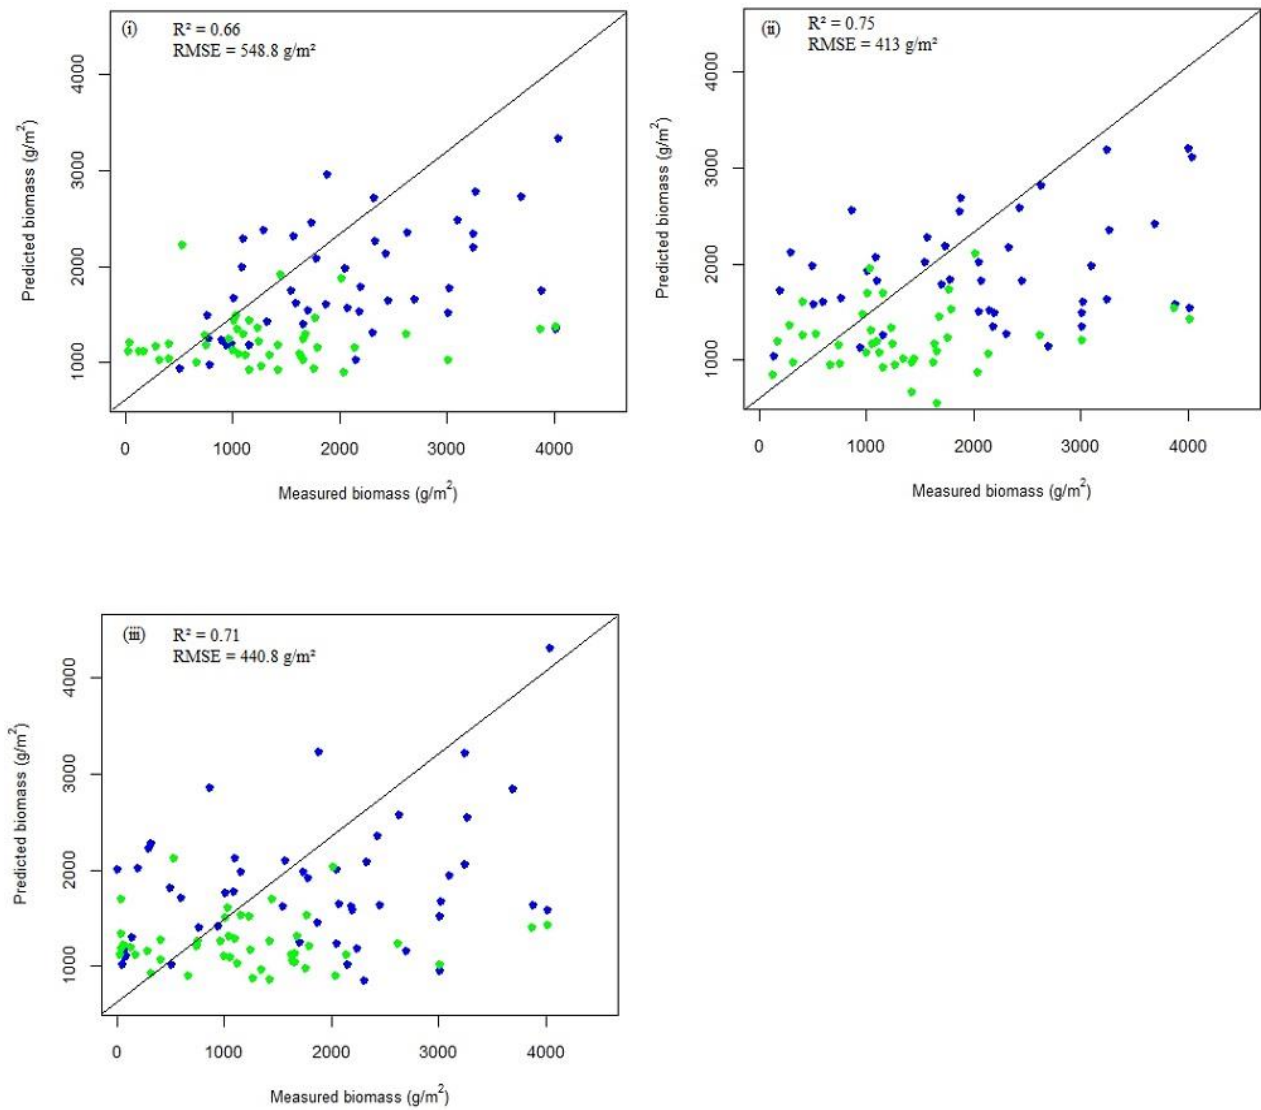 (i)
R² = 0.66
RMSE = 548.8 g/m²
Predicted biomass (g/m²)
4000
3000
2000
1000
0 1000 2000 3000 4000
Measured biomass (g/m²)
(ii)
R² = 0.75
RMSE = 413 g/m²
Predicted biomass (g/m²)
4000
3000
2000
1000
0 1000 2000 3000 4000
Measured biomass (g/m²)
(iii)
R² = 0.71
RMSE = 440.8 g/m²
Predicted biomass (g/m²)
4000
3000
2000
1000
0 1000 2000 3000 4000
Measured biomass (g/m²)